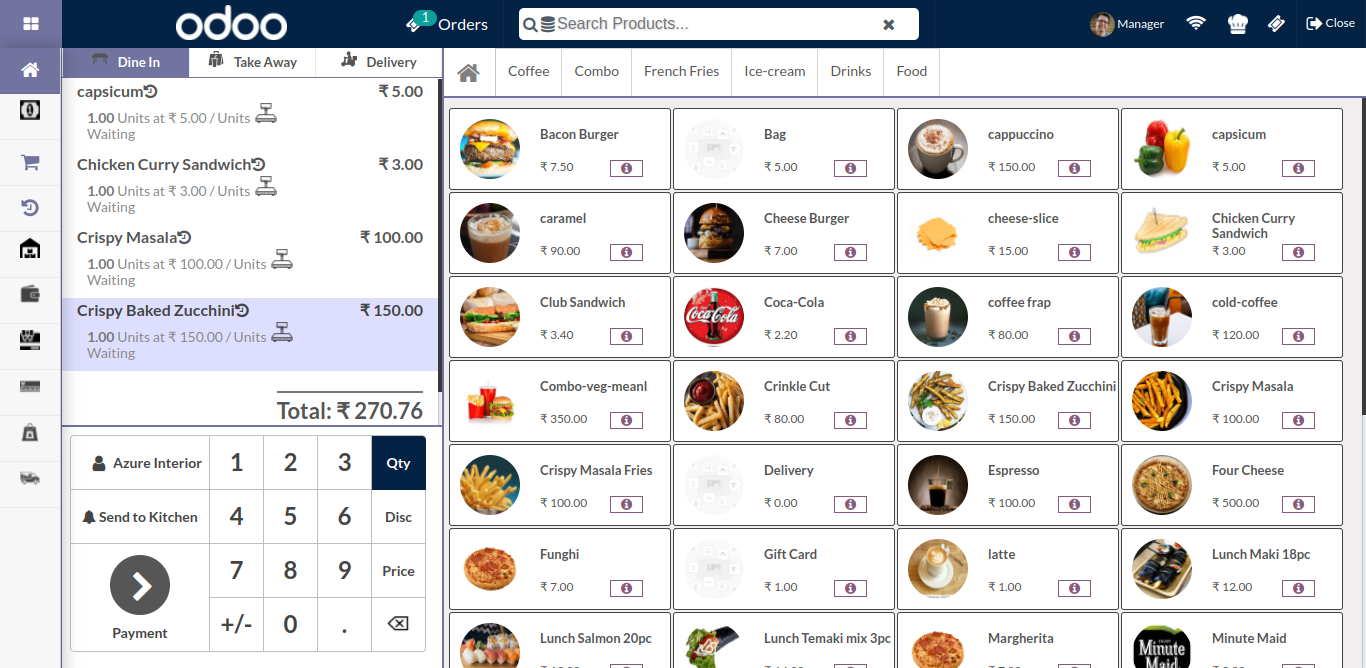 odoo
1
Orders
Search Products...
Manager
Close
Dine In
Take Away
Delivery
Coffee
Combo
French Fries
Ice-cream
Drinks
Food
capsicum ₹ 5.00
1.00 Units at ₹ 5.00 / Units
Waiting
Chicken Curry Sandwich ₹ 3.00
1.00 Units at ₹ 3.00 / Units
Waiting
Crispy Masala ₹ 100.00
1.00 Units at ₹ 100.00 / Units
Waiting
Crispy Baked Zucchini ₹ 150.00
1.00 Units at ₹ 150.00 / Units
Waiting
Total: ₹ 270.76
Azure Interior 1 2 3 Qty
Send to Kitchen 4 5 6 Disc
7 8 9 Price
Payment
+/- 0 .
Bacon Burger
₹ 7.50
Bag
₹ 5.00
cappuccino
₹ 150.00
capsicum
₹ 5.00
caramel
₹ 90.00
Cheese Burger
₹ 7.00
cheese-slice
₹ 15.00
Chicken Curry
Sandwich
₹ 3.00
Club Sandwich
₹ 3.40
Coca-Cola
₹ 2.20
Coca-Cola
coffee frap
₹ 80.00
cold-coffee
₹ 120.00
Combo-veg-meanl
₹ 350.00
Crinkle Cut
₹ 80.00
Crispy Baked Zucchini
₹ 150.00
Crispy Masala
₹ 100.00
Crispy Masala Fries
₹ 100.00
Delivery
₹ 0.00
Espresso
₹ 100.00
Four Cheese
₹ 500.00
Funghi
₹ 7.00
Gift Card
₹ 1.00
latte
₹ 1.00
Lunch Maki 18pc
₹ 12.00
Lunch Salmon 20pc
Lunch Temaki mix 3pc
Margherita
Minute Maid
Minute
Maid